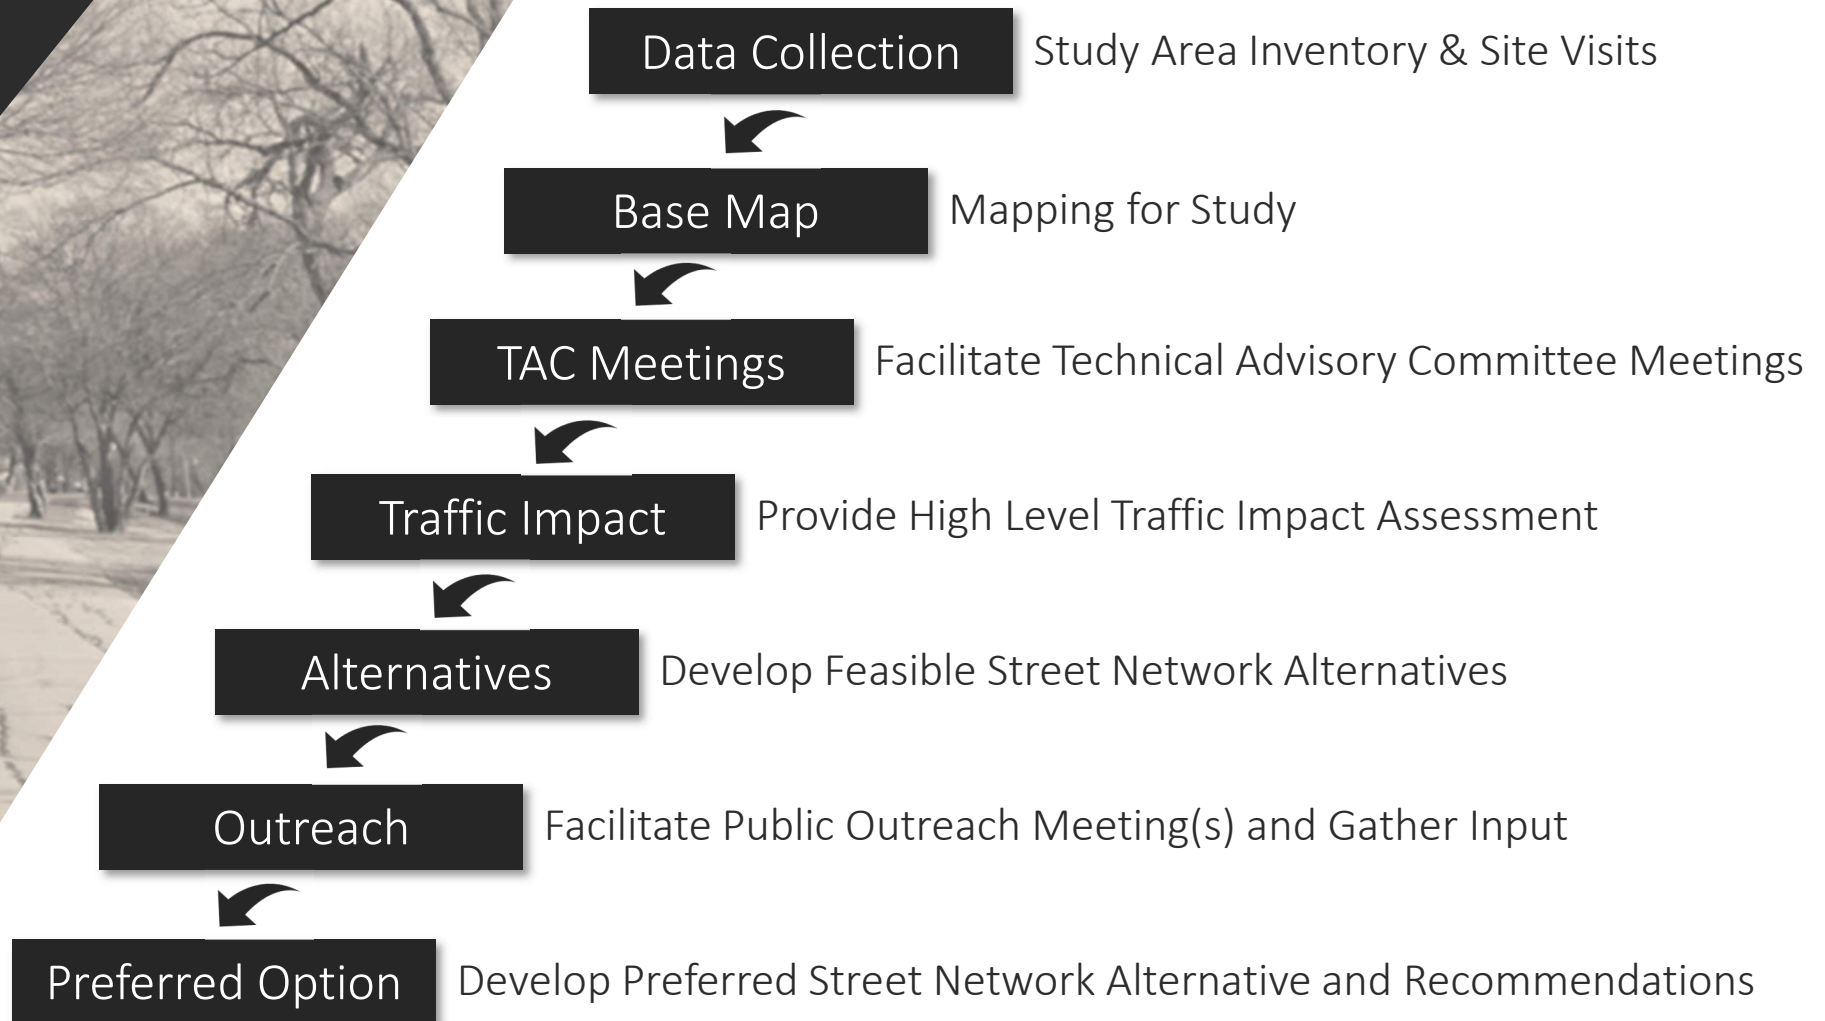 Data Collection Study Area Inventory & Site Visits
Base Map Mapping for Study
TAC Meetings Facilitate Technical Advisory Committee Meetings
Traffic Impact Provide High Level Traffic Impact Assessment
Alternatives Develop Feasible Street Network Alternatives
Outreach Facilitate Public Outreach Meeting(s) and Gather Input
Preferred Option Develop Preferred Street Network Alternative and Recommendations